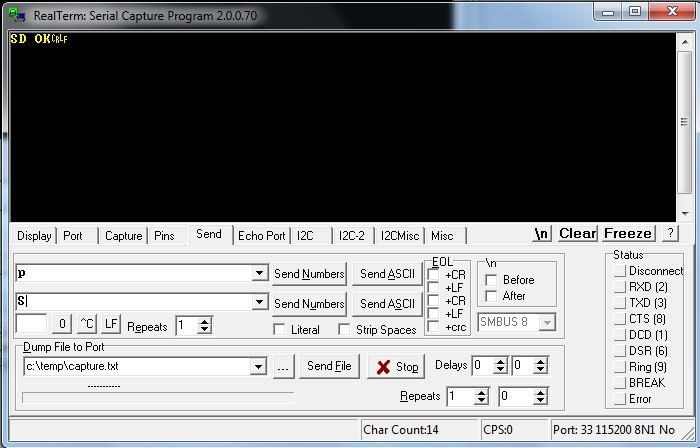 RealTerm: Serial Capture Program 2.0.0.70
SD OKCRLF
Display Port Capture Pins Send Echo Port I2C I2C-2 I2CMisc Misc \n Clear Freeze ?
EOL \n Status
p Send Numbers Send ASCII +CR Before Disconnect
+LF After RXD (2)
S Send Numbers Send ASCII +CR TXD (3)
+LF SMBUS 8 CTS (8)
0 ^C LF Repeats 1 Literal Strip Spaces +crc DCD (1)
Dump File to Port DSR (6)
c:\temp\capture.txt ... Send File Stop Delays 0 0 Ring (9)
BREAK
Repeats 1 0 Error
Char Count:14 CPS:0 Port: 33 115200 8N1 No